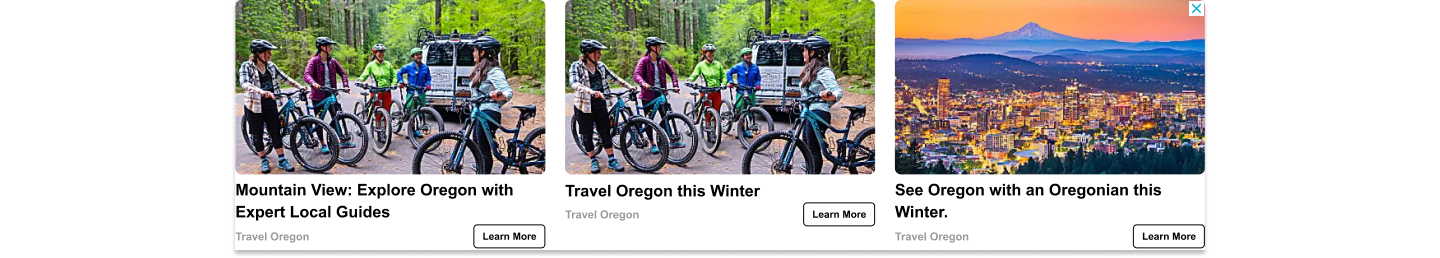 Mountain View: Explore Oregon with
Expert Local Guides
Travel Oregon
Learn More
Travel Oregon this Winter
Travel Oregon
Learn More
See Oregon with an Oregonian this
Winter.
Travel Oregon
Learn More